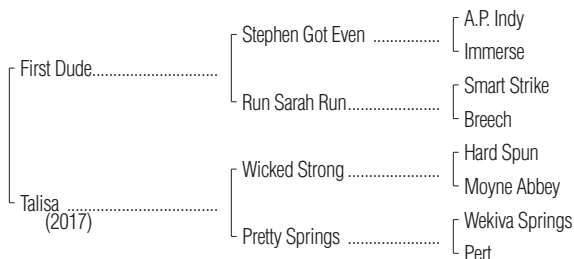 A.P. Indy
Stephen Got Even ................
Immerse
First Dude..............................
Smart Strike
Run Sarah Run......................
Breech
Hard Spun
Wicked Strong ......................
Moyne Abbey
Talisa ....................................
(2017)
Wekiva Springs
Pretty Springs ......................
Pert